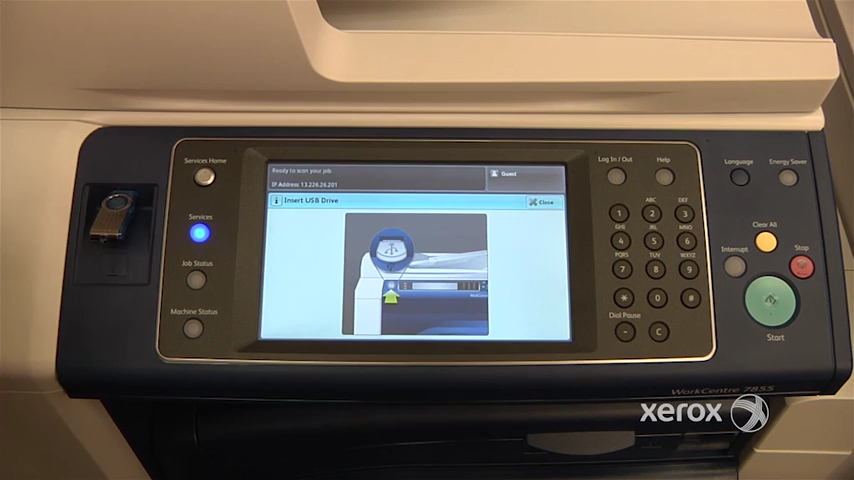 Services Home
Services
Job Status
Machine Status
Ready to scan your job
IP Address: 13.226.26.201
Guest
Insert USB Drive
Close
Log In / Out
Help
1
ABC
2
DEF
3
GHI
4
JKL
5
MNO
6
PQRS
7
TUV
8
WXYZ
9
*
0
#
Dial Pause
-
C
Language
Energy Saver
Clear All
Interrupt
Stop
Start
WorkCentre 7855
xerox